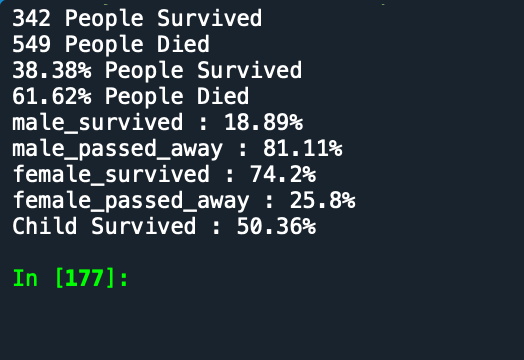 342 People Survived
549 People Died
38.38% People Survived
61.62% People Died
male_survived : 18.89%
male_passed_away : 81.11%
female_survived : 74.2%
female_passed_away : 25.8%
Child Survived : 50.36%
In [177]: